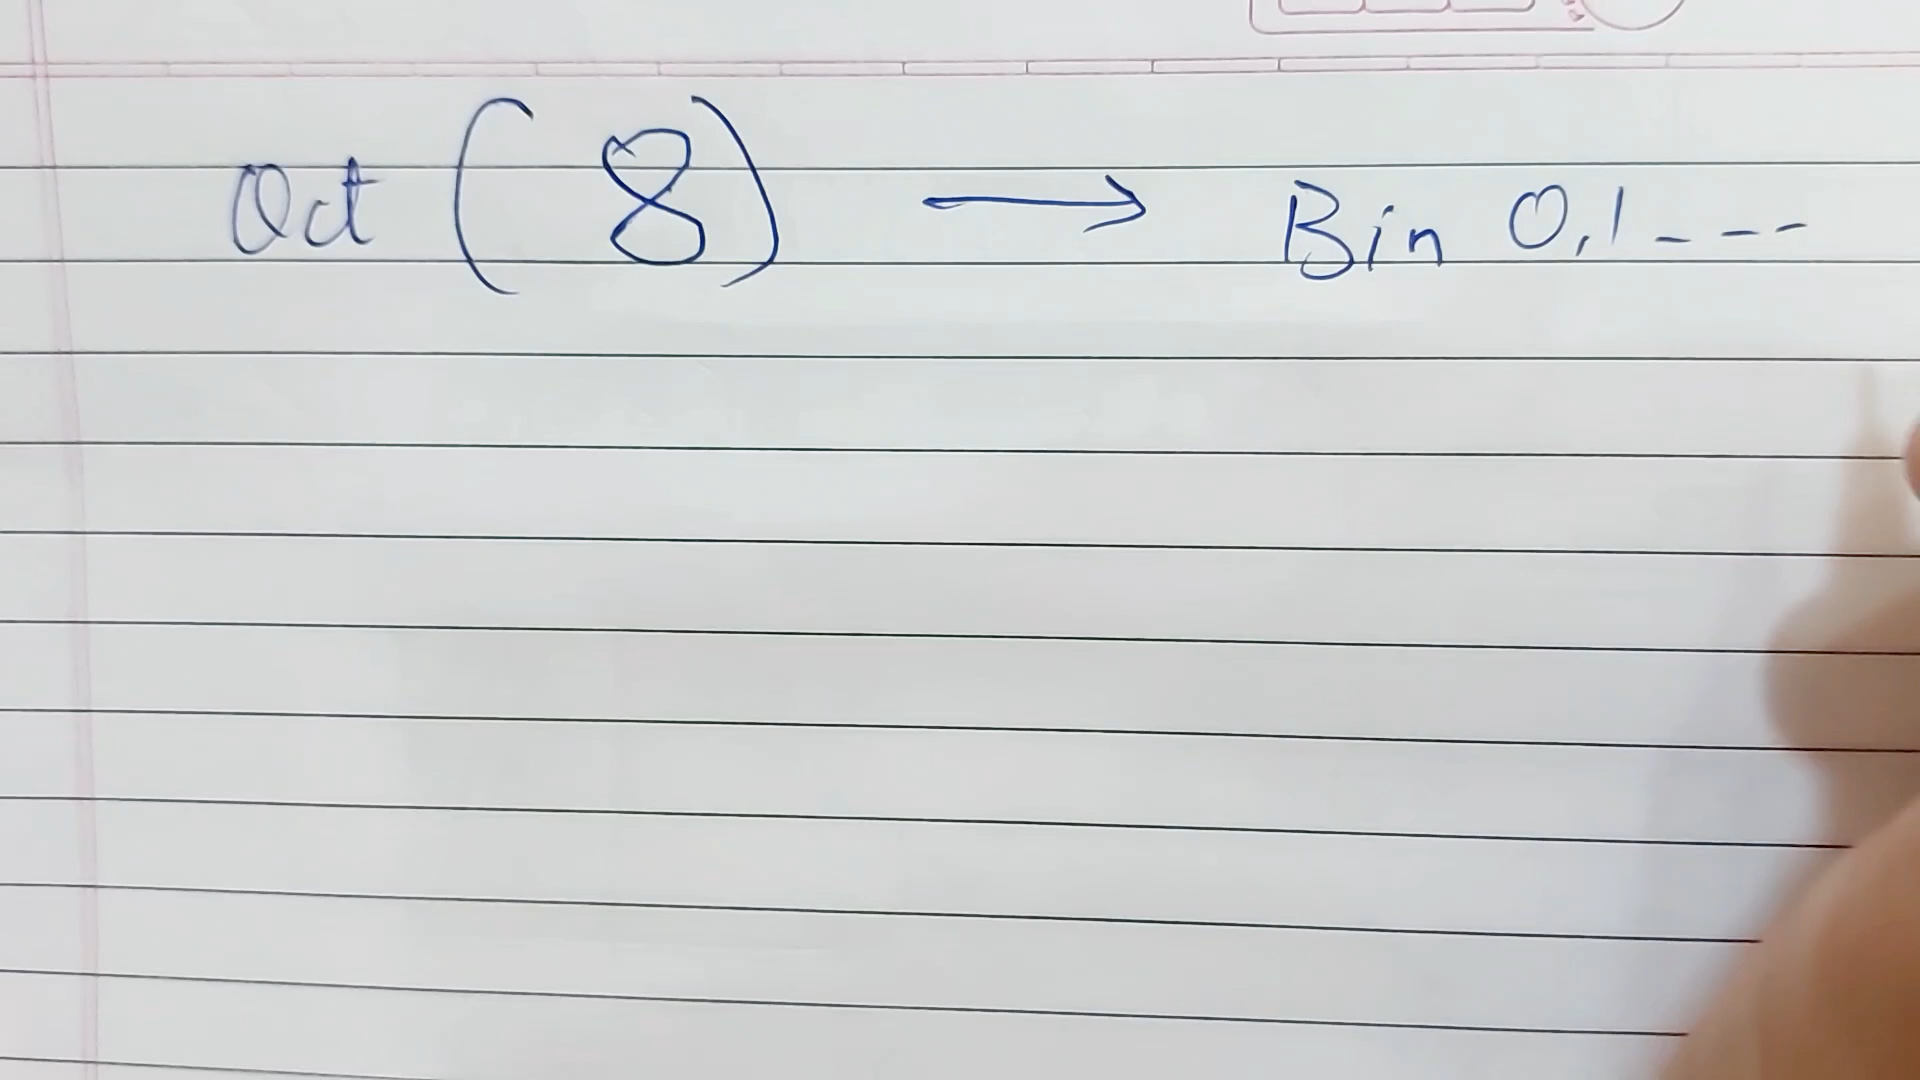 Oct ( 8) → Bin 0,1----